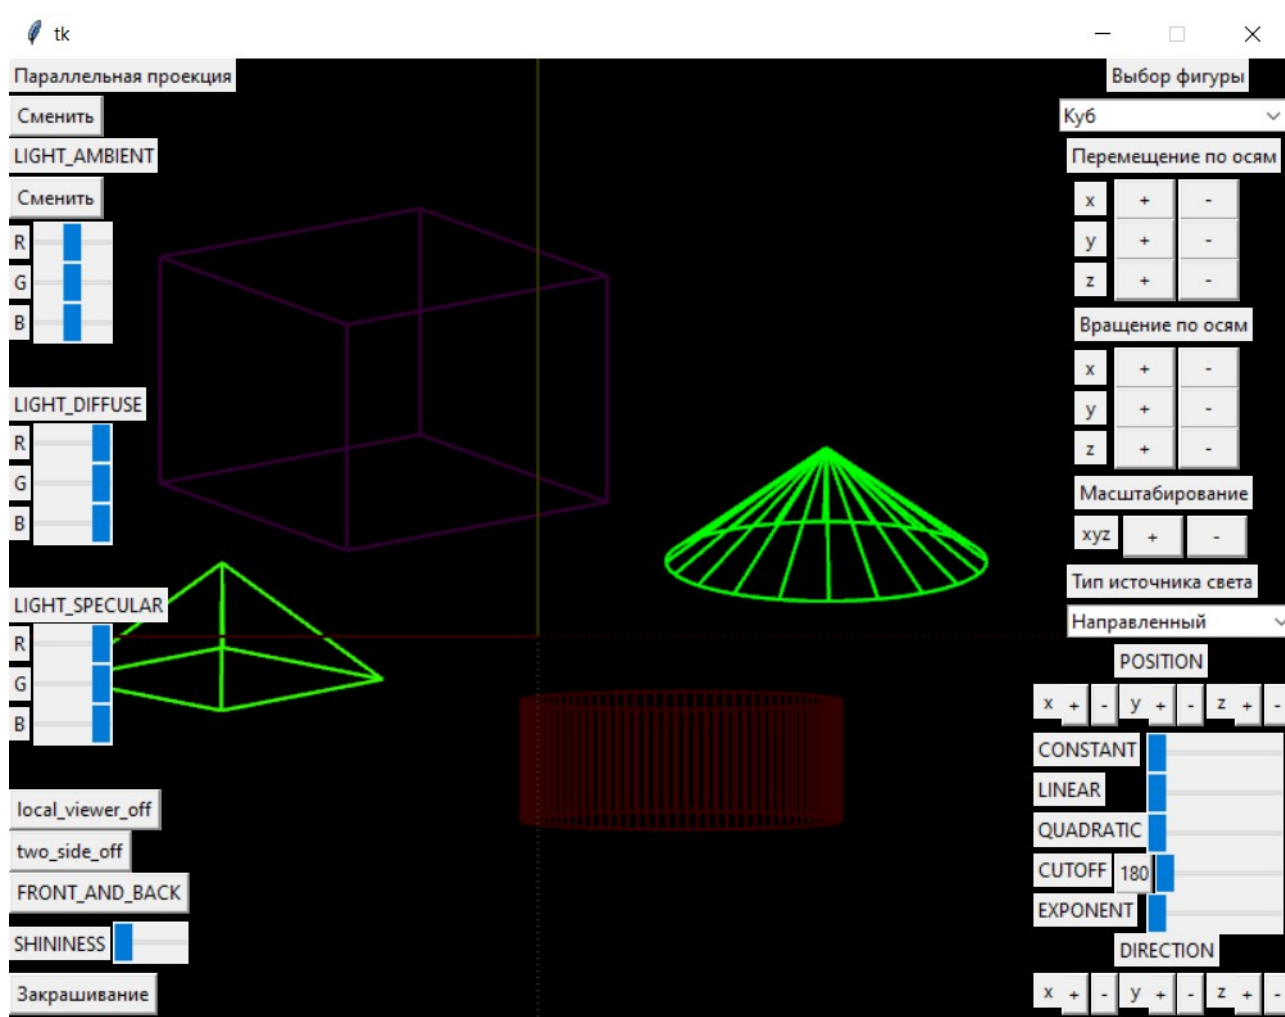 tk
Параллельная проекция
Сменить
LIGHT_AMBIENT
Сменить
R
G
B
LIGHT_DIFFUSE
R
G
B
LIGHT_SPECULAR
R
G
B
local_viewer_off
two_side_off
FRONT_AND_BACK
SHININESS
Закрашивание
Выбор фигуры
Куб
Перемещение по осям
x + -
y + -
z + -
Вращение по осям
x + -
y + -
z + -
Масштабирование
xyz + -
Тип источника света
Направленный
POSITION
x + - y + - z + -
CONSTANT
LINEAR
QUADRATIC
CUTOFF 180
EXPONENT
DIRECTION
x + - y + - z + -